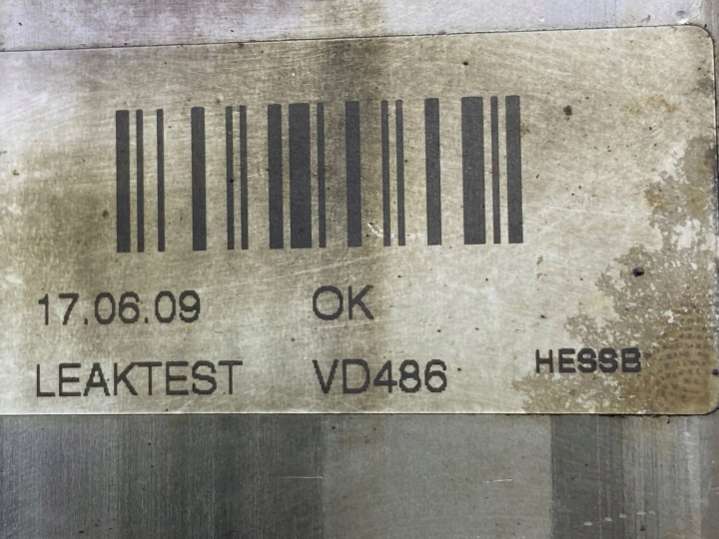 17.06.09 OK
LEAKTEST VD486 HESSB